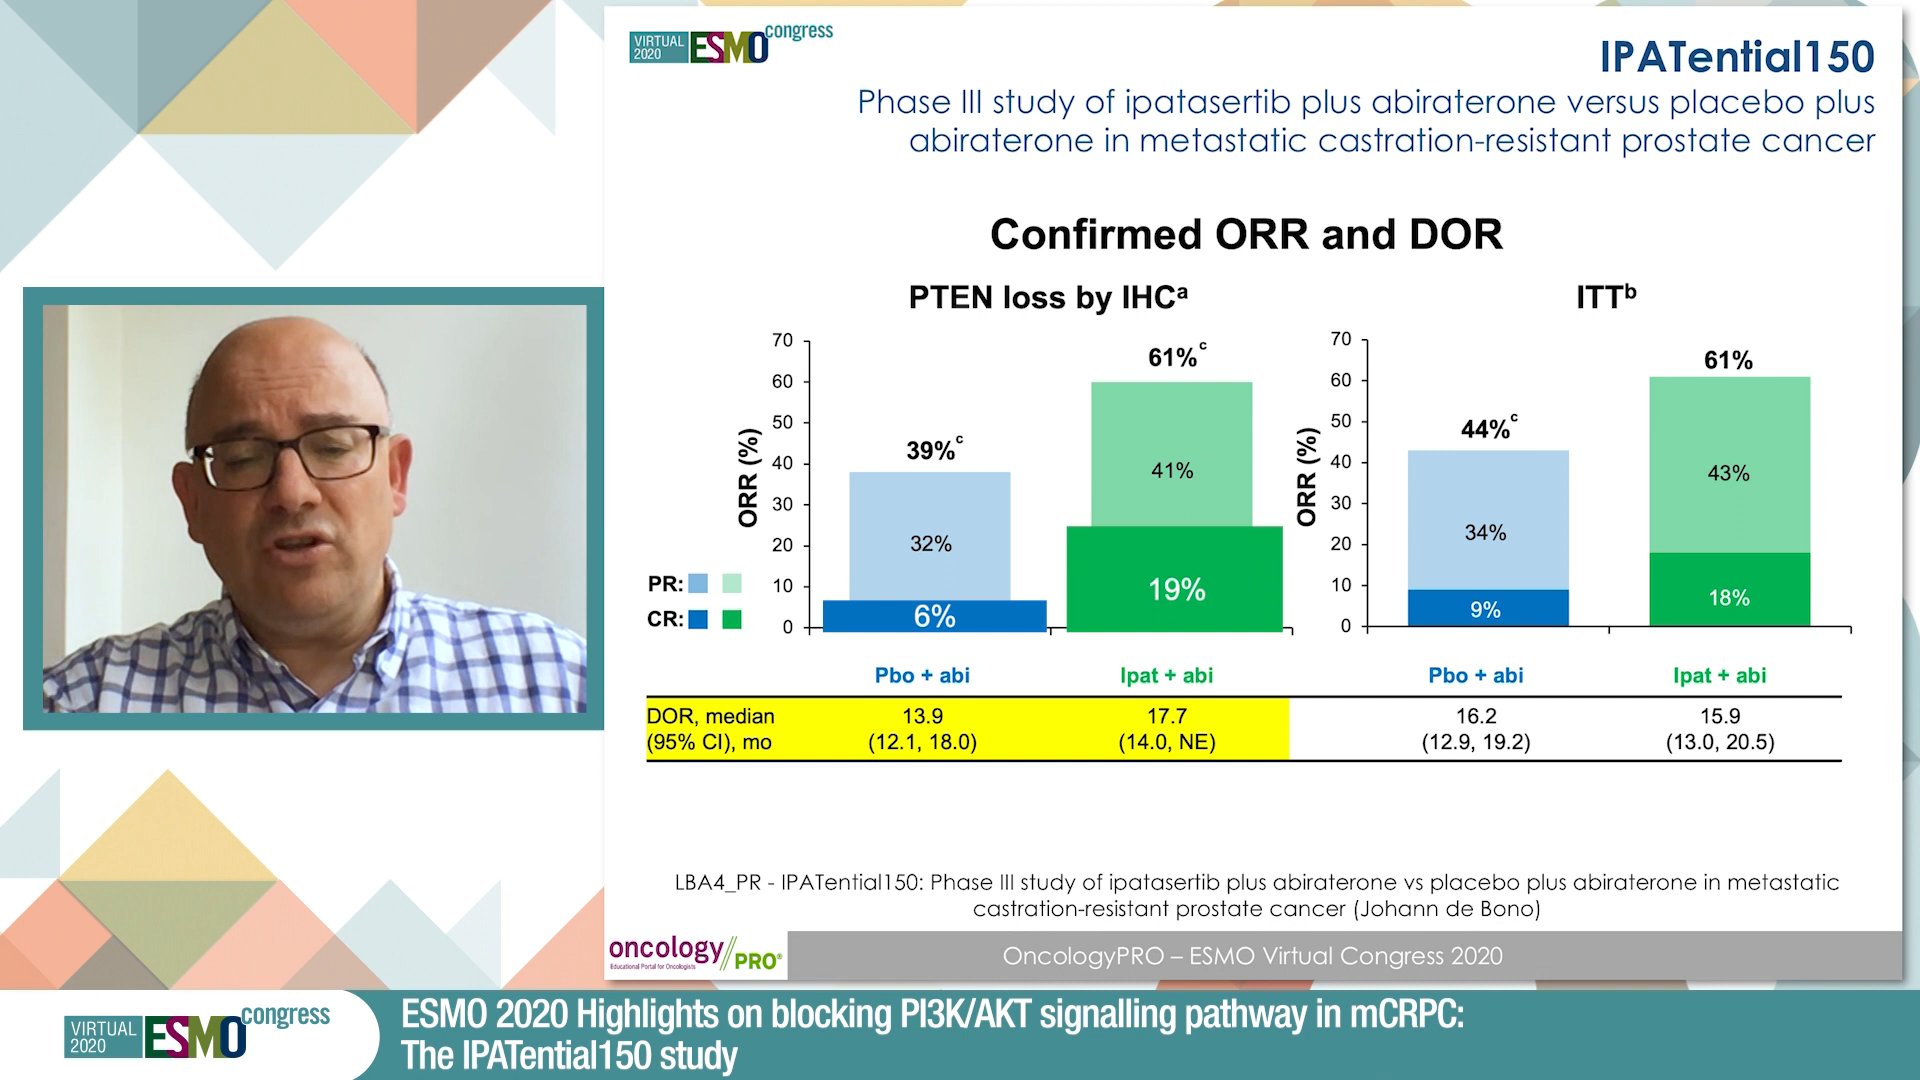 VIRTUAL
2020
ESMO
congress
IPATential150
Phase III study of ipatasertib plus abiraterone versus placebo plus
abiraterone in metastatic castration-resistant prostate cancer
Confirmed ORR and DOR
PTEN loss by IHCᵃ
ITTᵇ
ORR (%)
70
60
50
40
30
20
10
0
39%ᶜ
32%
6%
61%ᶜ
41%
19%
PR:
CR:
ORR (%)
70
60
50
40
30
20
10
0
44%ᶜ
34%
9%
61%
43%
18%
Pbo + abi Ipat + abi Pbo + abi Ipat + abi
DOR, median 13.9 17.7 16.2 15.9
(95% CI), mo (12.1, 18.0) (14.0, NE) (12.9, 19.2) (13.0, 20.5)
LBA4_PR - IPATential150: Phase III study of ipatasertib plus abiraterone vs placebo plus abiraterone in metastatic
castration-resistant prostate cancer (Johann de Bono)
oncology//PRO®
Educational Portal for Oncologists
OncologyPRO – ESMO Virtual Congress 2020
VIRTUAL
2020
ESMO
congress
ESMO 2020 Highlights on blocking PI3K/AKT signalling pathway in mCRPC:
The IPATential150 study